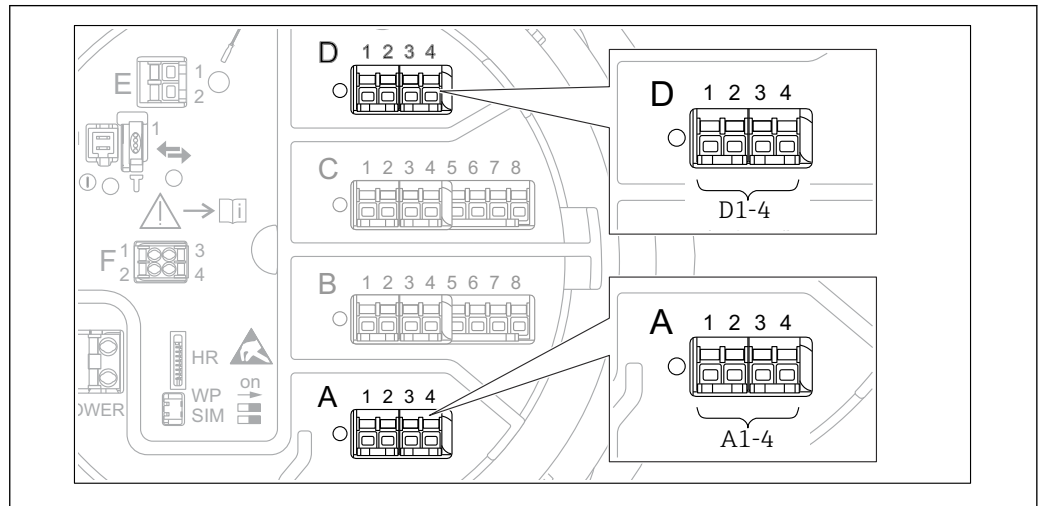 D 1 2 3 4
E 1
2
1
C 1 2 3 4 5 6 7 8
i
F 1 3
2 4
B 1 2 3 4 5 6 7 8
HR
WP on
SIM
OWER
A 1 2 3 4
D 1 2 3 4
D1-4
A 1 2 3 4
A1-4